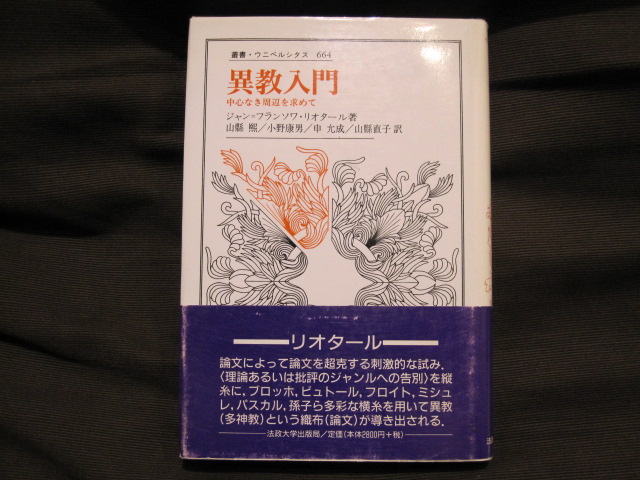 叢書・ウニベルシタス 664
異教入門
中心なき周辺を求めて
ジャン=フランソワ・リオタール著
山縣 熙/小野康男/申 允成/山縣直子 訳
リオタール
論文によって論文を超克する刺激的な試み.
〈理論あるいは批評のジャンルへの告別〉を縦
糸に,ブロッホ,ビュトール,フロイト,ミシュ
レ,パスカル,孫子ら多彩な横糸を用いて異教
(多神教)という織布(論文)が導き出される.
法政大学出版局/定価(本体2800円+税)